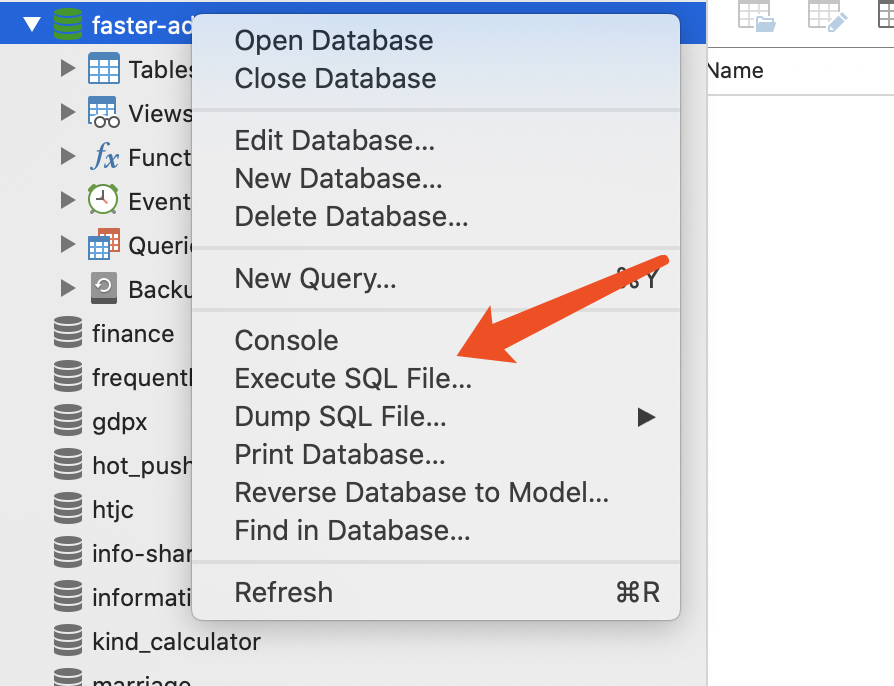 faster-ad
Tables
Views
Funct
Event
Queri
Backu
finance
frequentl
gdpx
hot_push
htjc
info-shar
informati
kind_calculator
marriage
Open Database
Close Database
Edit Database...
New Database...
Delete Database...
New Query... ⌘Y
Console
Execute SQL File...
Dump SQL File...
Print Database...
Reverse Database to Model...
Find in Database...
Refresh ⌘R
Name